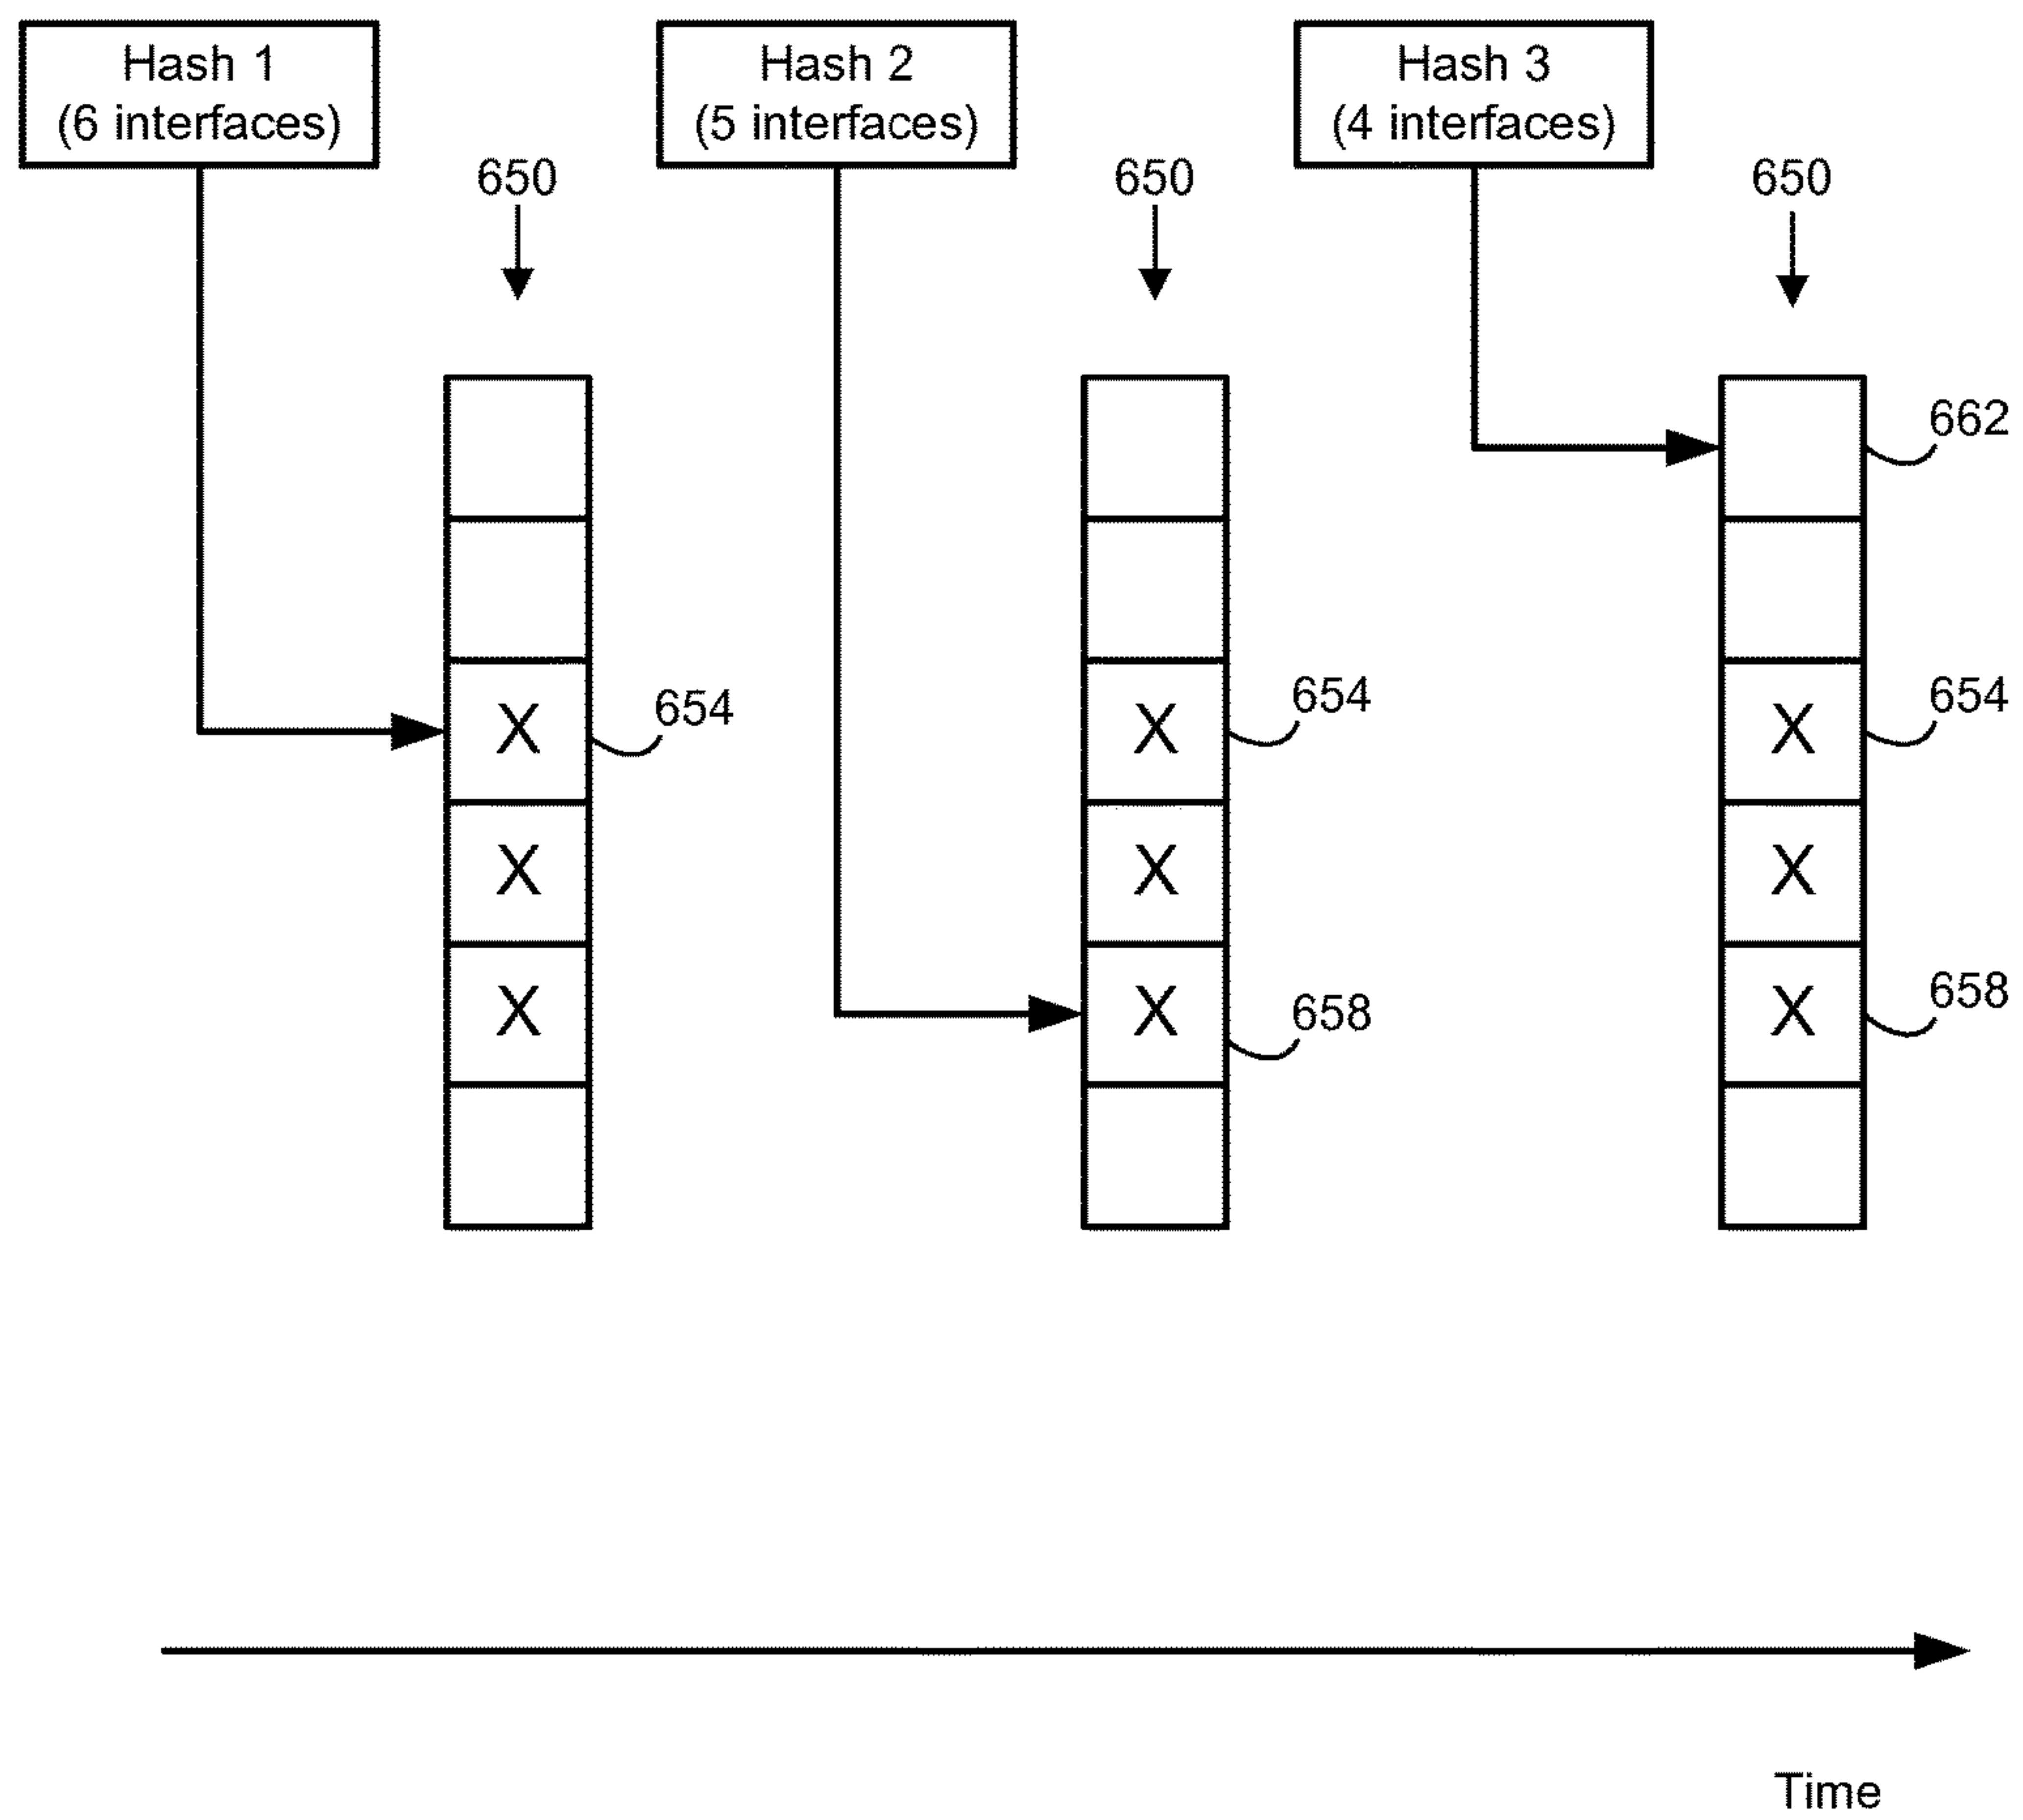 Hash 1
(6 interfaces)
Hash 2
(5 interfaces)
Hash 3
(4 interfaces)
650
650
650
662
X
654
X
654
X
654
X
X
X
X
X
658
X
658
Time